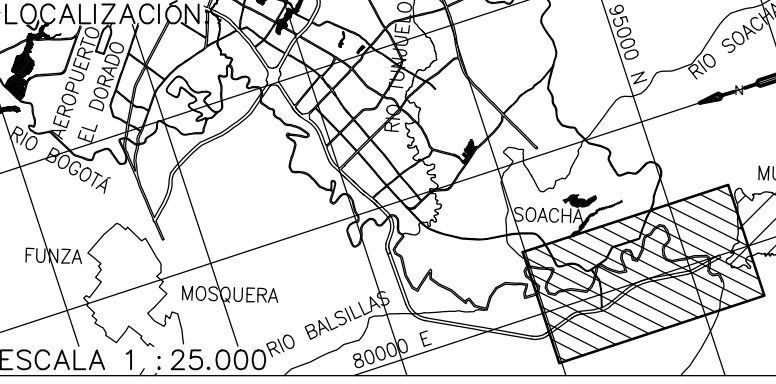 LOCALIZACIÓN:
AEROPUERTO
EL DORADO
RIO TUNJUELO
95000 N
RIO SOACHA
N
RIO BOGOTÁ
SOACHA
FUNZA
MOSQUERA
RIO BALSILLAS
80000 E
ESCALA 1 : 25.000